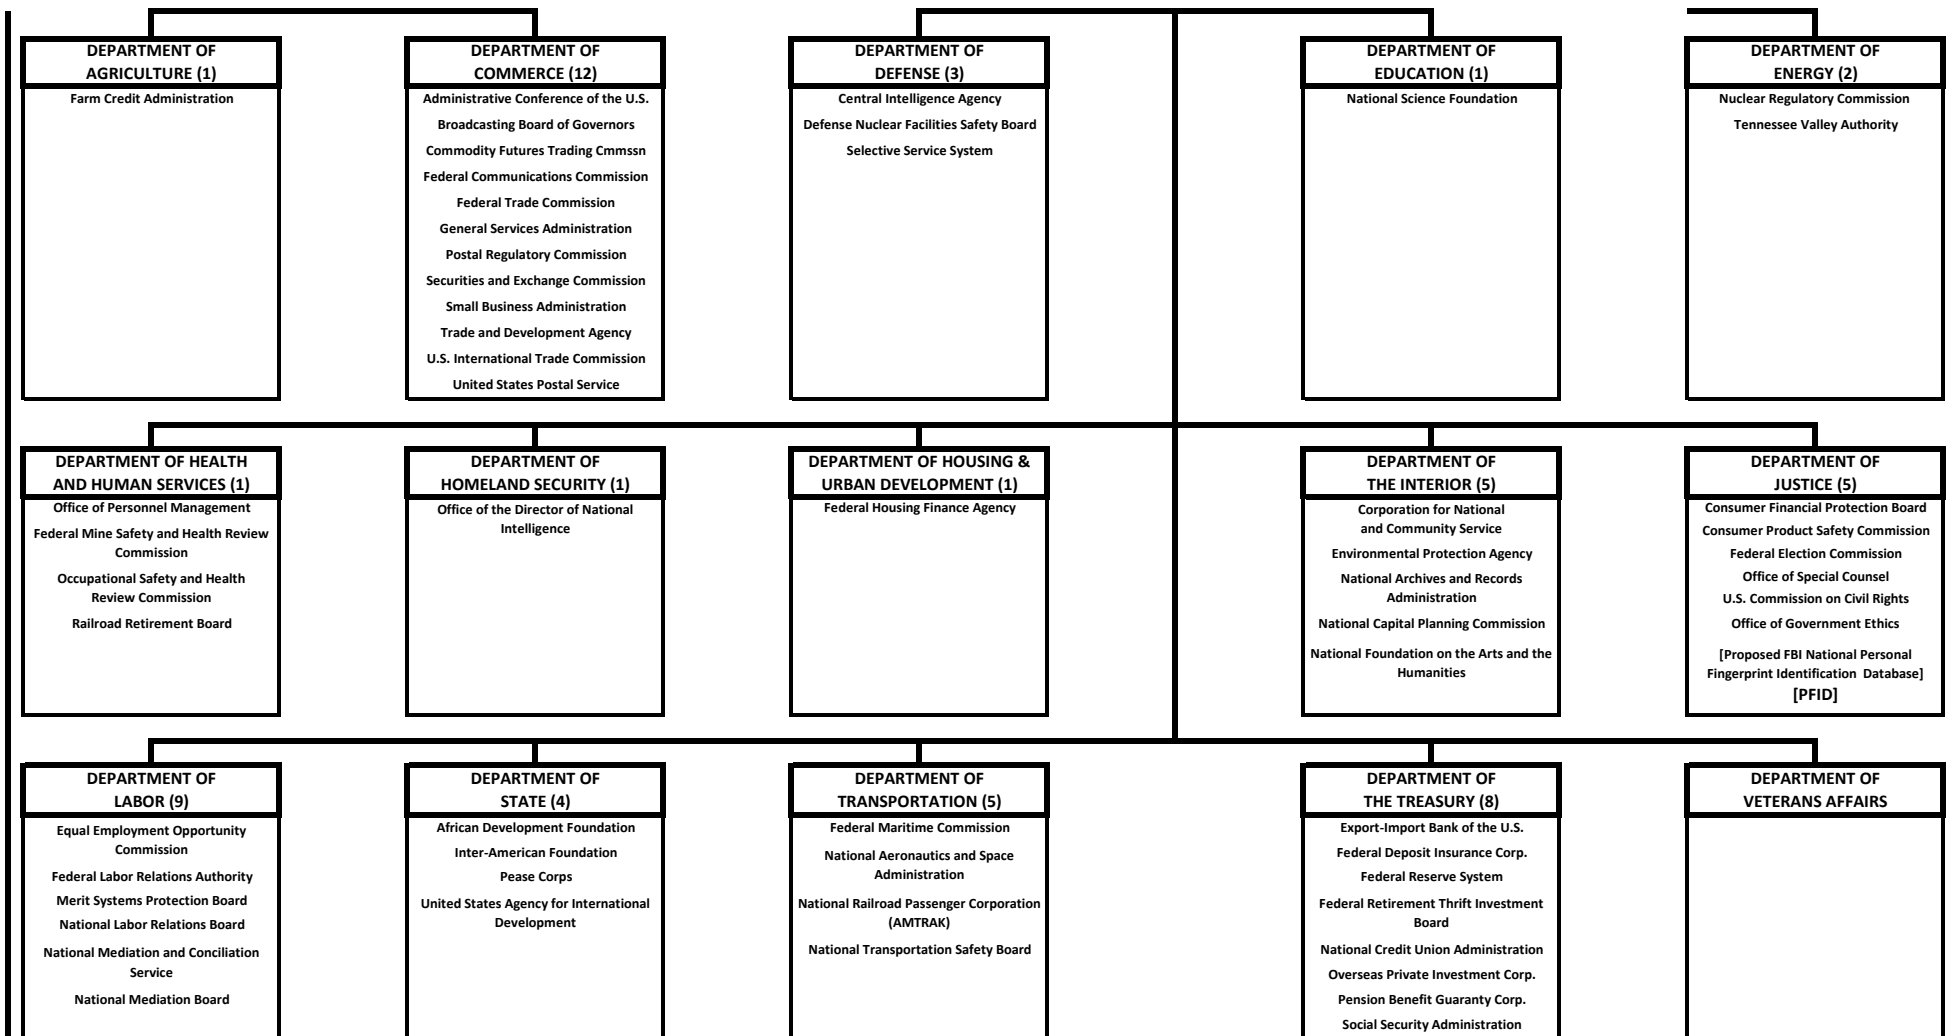 DEPARTMENT OF
AGRICULTURE (1)
Farm Credit Administration
DEPARTMENT OF
COMMERCE (12)
Administrative Conference of the U.S.
Broadcasting Board of Governors
Commodity Futures Trading Cmmssn
Federal Communications Commission
Federal Trade Commission
General Services Administration
Postal Regulatory Commission
Securities and Exchange Commission
Small Business Administration
Trade and Development Agency
U.S. International Trade Commission
United States Postal Service
DEPARTMENT OF
DEFENSE (3)
Central Intelligence Agency
Defense Nuclear Facilities Safety Board
Selective Service System
DEPARTMENT OF
EDUCATION (1)
National Science Foundation
DEPARTMENT OF
ENERGY (2)
Nuclear Regulatory Commission
Tennessee Valley Authority
DEPARTMENT OF HEALTH
AND HUMAN SERVICES (1)
Office of Personnel Management
Federal Mine Safety and Health Review
Commission
Occupational Safety and Health
Review Commission
Railroad Retirement Board
DEPARTMENT OF
HOMELAND SECURITY (1)
Office of the Director of National
Intelligence
DEPARTMENT OF HOUSING &
URBAN DEVELOPMENT (1)
Federal Housing Finance Agency
DEPARTMENT OF
THE INTERIOR (5)
Corporation for National
and Community Service
Environmental Protection Agency
National Archives and Records
Administration
National Capital Planning Commission
National Foundation on the Arts and the
Humanities
DEPARTMENT OF
JUSTICE (5)
Consumer Financial Protection Board
Consumer Product Safety Commission
Federal Election Commission
Office of Special Counsel
U.S. Commission on Civil Rights
Office of Government Ethics
[Proposed FBI National Personal
Fingerprint Identification Database]
[PFID]
DEPARTMENT OF
LABOR (9)
Equal Employment Opportunity
Commission
Federal Labor Relations Authority
Merit Systems Protection Board
National Labor Relations Board
National Mediation and Conciliation
Service
National Mediation Board
DEPARTMENT OF
STATE (4)
African Development Foundation
Inter-American Foundation
Pease Corps
United States Agency for International
Development
DEPARTMENT OF
TRANSPORTATION (5)
Federal Maritime Commission
National Aeronautics and Space
Administration
National Railroad Passenger Corporation
(AMTRAK)
National Transportation Safety Board
DEPARTMENT OF
THE TREASURY (8)
Export-Import Bank of the U.S.
Federal Deposit Insurance Corp.
Federal Reserve System
Federal Retirement Thrift Investment
Board
National Credit Union Administration
Overseas Private Investment Corp.
Pension Benefit Guaranty Corp.
Social Security Administration
DEPARTMENT OF
VETERANS AFFAIRS